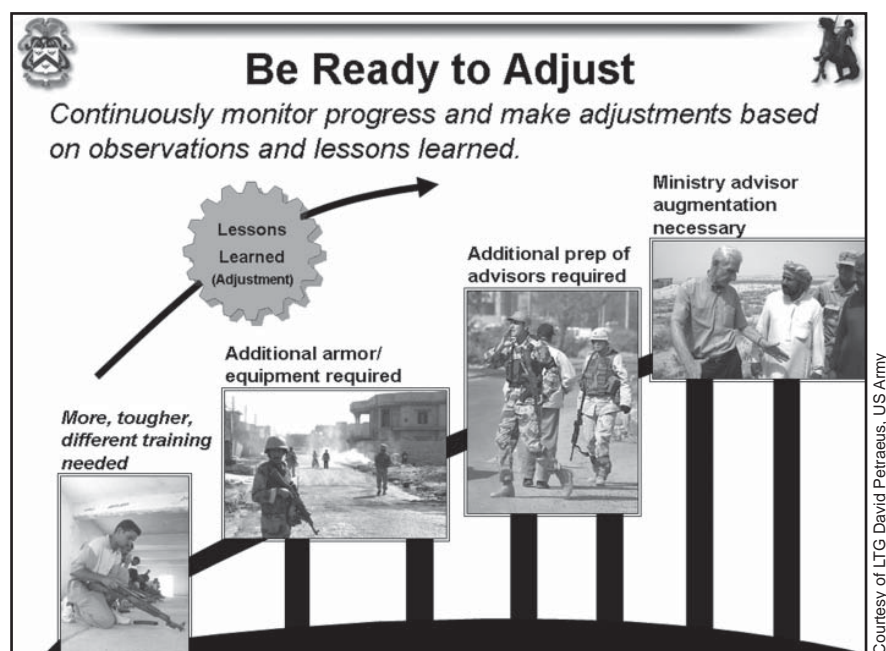 Be Ready to Adjust
Continuously monitor progress and make adjustments based
on observations and lessons learned.
Lessons
Learned
(Adjustment)
Ministry advisor
augmentation
necessary
Additional prep of
advisors required
Additional armor/
equipment required
More, tougher,
different training
needed
Courtesy of LTG David Petraeus, US Army